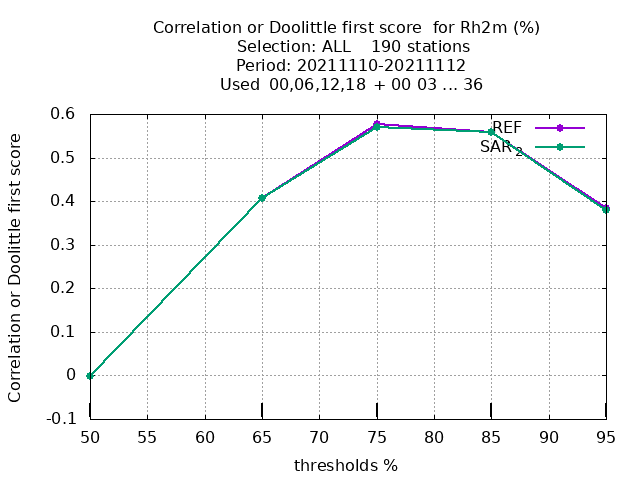 Correlation or Doolittle first score  for Rh2m (%)
Selection: ALL    190 stations
Period: 20211110-20211112
Used  00,06,12,18  + 00 03 ... 36
Correlation or Doolittle first score
0.6
0.5
0.4
0.3
0.2
0.1
0
-0.1
REF
SAR 2
50 55 60 65 70 75 80 85 90 95
thresholds %